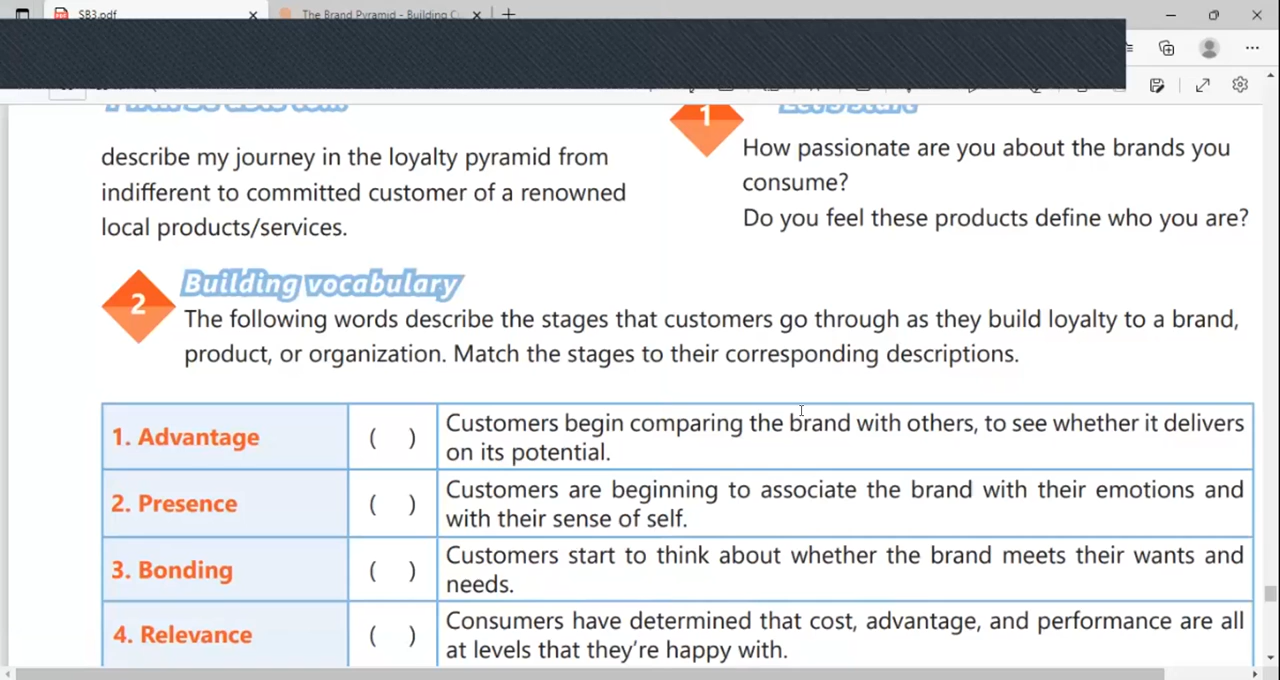 SB3.pdf
The Brand Pyramid - Building C
describe my journey in the loyalty pyramid from
indifferent to committed customer of a renowned
local products/services.
1
Let's start
How passionate are you about the brands you
consume?
Do you feel these products define who you are?
2
Building vocabulary
The following words describe the stages that customers go through as they build loyalty to a brand,
product, or organization. Match the stages to their corresponding descriptions.
1. Advantage
( )
Customers begin comparing the brand with others, to see whether it delivers
on its potential.
2. Presence
( )
Customers are beginning to associate the brand with their emotions and
with their sense of self.
3. Bonding
( )
Customers start to think about whether the brand meets their wants and
needs.
4. Relevance
( )
Consumers have determined that cost, advantage, and performance are all
at levels that they're happy with.